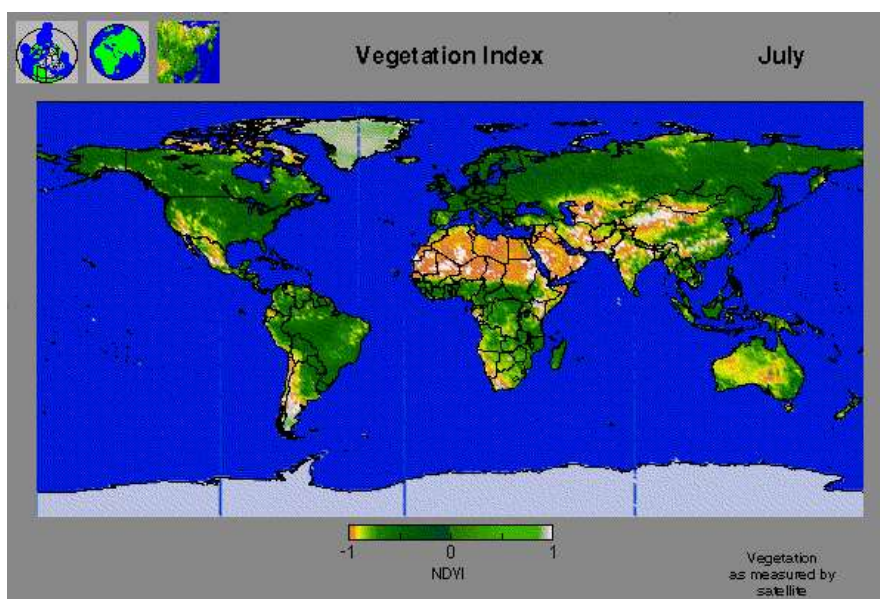 Vegetation Index
July
-1
0
1
NDVI
Vegetation
as measured by
satellite